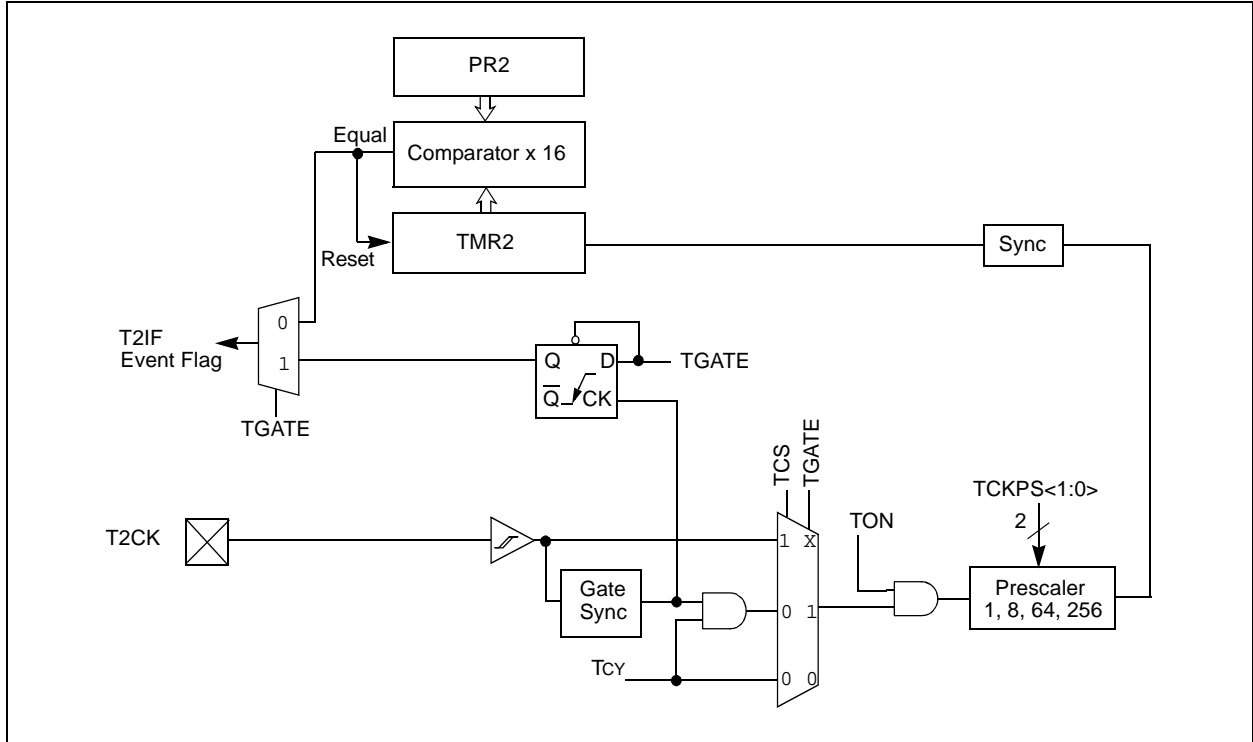 PR2
Equal
Comparator x 16
Reset
TMR2
Sync
T2IF
Event Flag
0
1
TGATE
Q
D
TGATE
Q̅
CK
TCS
TGATE
TCKPS<1:0>
2
TON
T2CK
1 X
Gate
Sync
0 1
Prescaler
1, 8, 64, 256
TCY
0 0